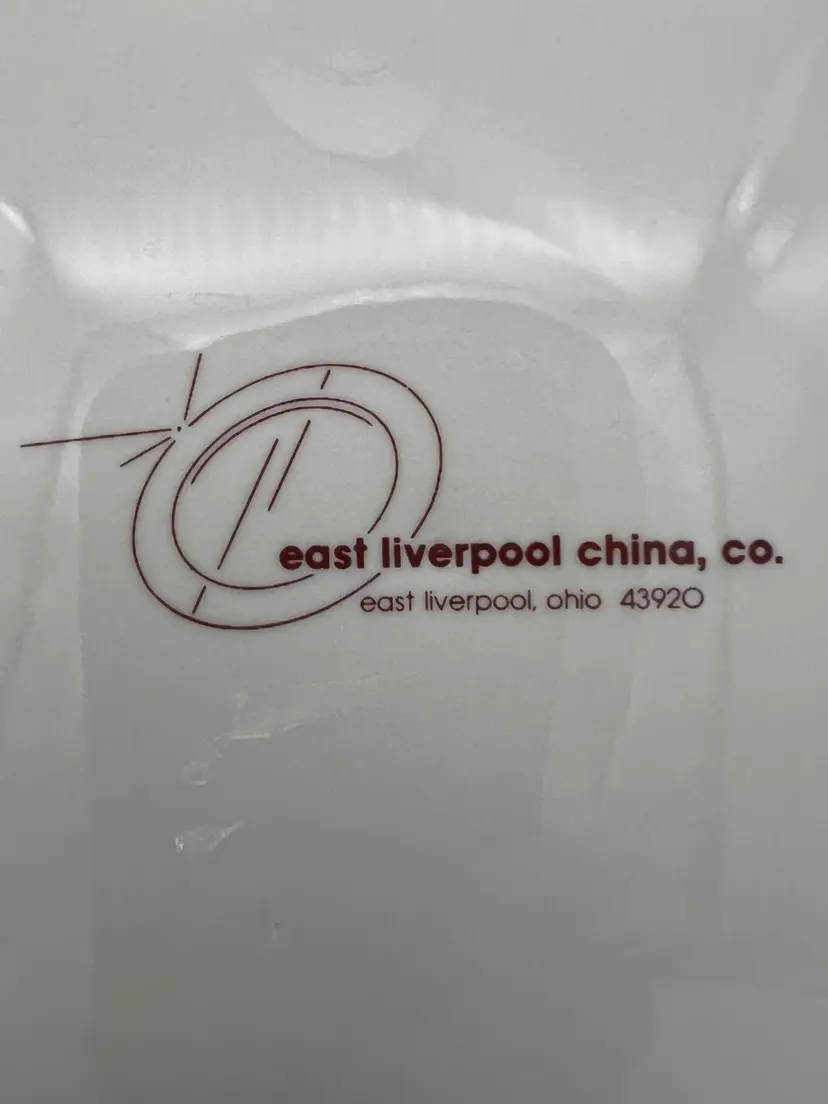 east liverpool china, co.
east liverpool, ohio 43920